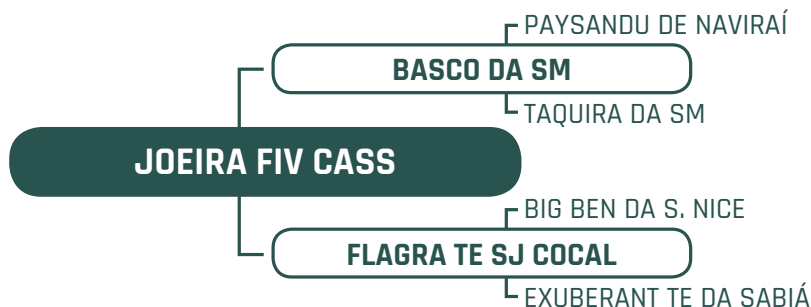 PAYSANDU DE NAVIRAÍ
BASCO DA SM
TAQUIRA DA SM
JOEIRA FIV CASS
BIG BEN DA S. NICE
FLAGRA TE SJ COCAL
EXUBERANT TE DA SABIÁ